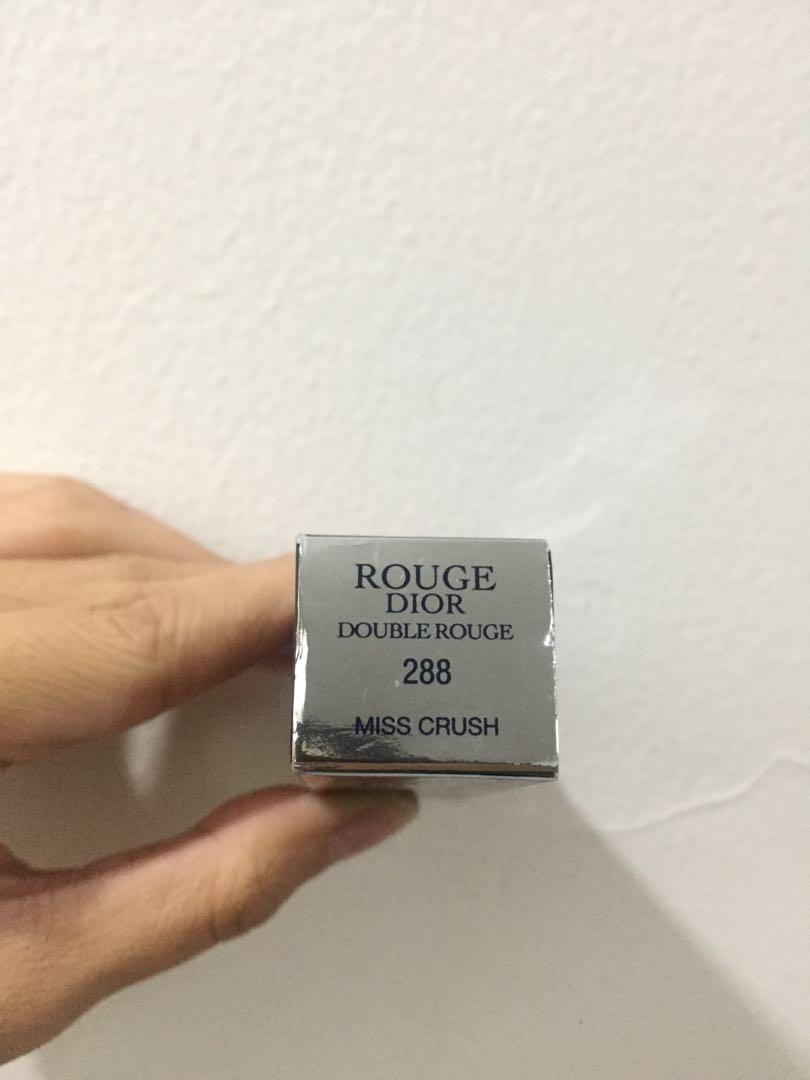 ROUGE
DIOR
DOUBLE ROUGE
288
MISS CRUSH